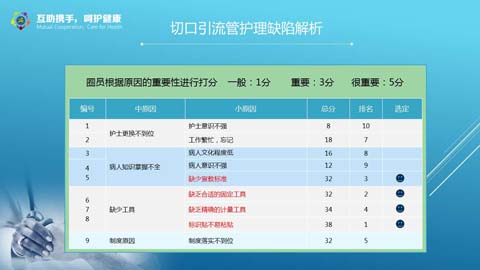 互助携手，呵护健康
Mutual Cooperation, Care for Health
切口引流管护理缺陷解析
圈员根据原因的重要性进行打分 一般：1分 重要：3分 很重要：5分
编号 中原因 小原因 总分 排名 选定
1 护士更换不到位 护士意识不强 8 10
2 工作繁忙，忘记 18 7
3 病人知识掌握不全 病人文化程度低 16 8
4 病人意识不强 12 9
5 缺少宣教标准 32 3
6 缺少工具 缺乏合适的固定工具 32 2
7 缺乏精确的计量工具 34 4
8 标识贴不易粘贴 38 1
9 制度原因 制度落实不到位 32 5